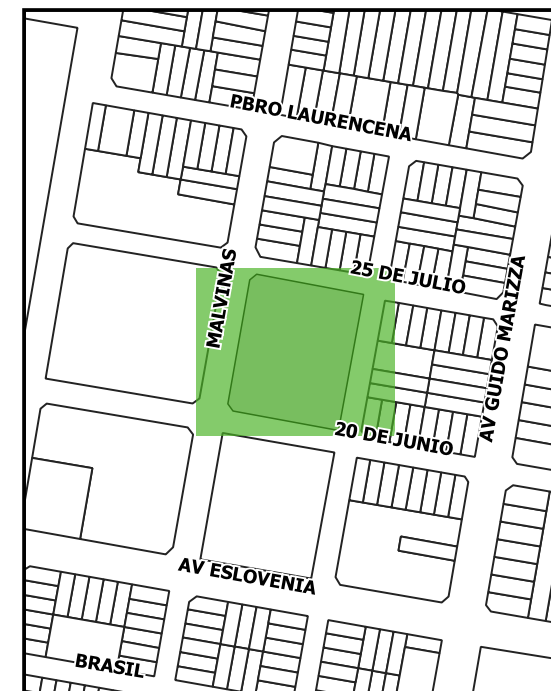 PBRO LAURENCENA
25 DE JULIO
MALVINAS
AV GUIDO MARIZZA
20 DE JUNIO
AV ESLOVENIA
BRASIL